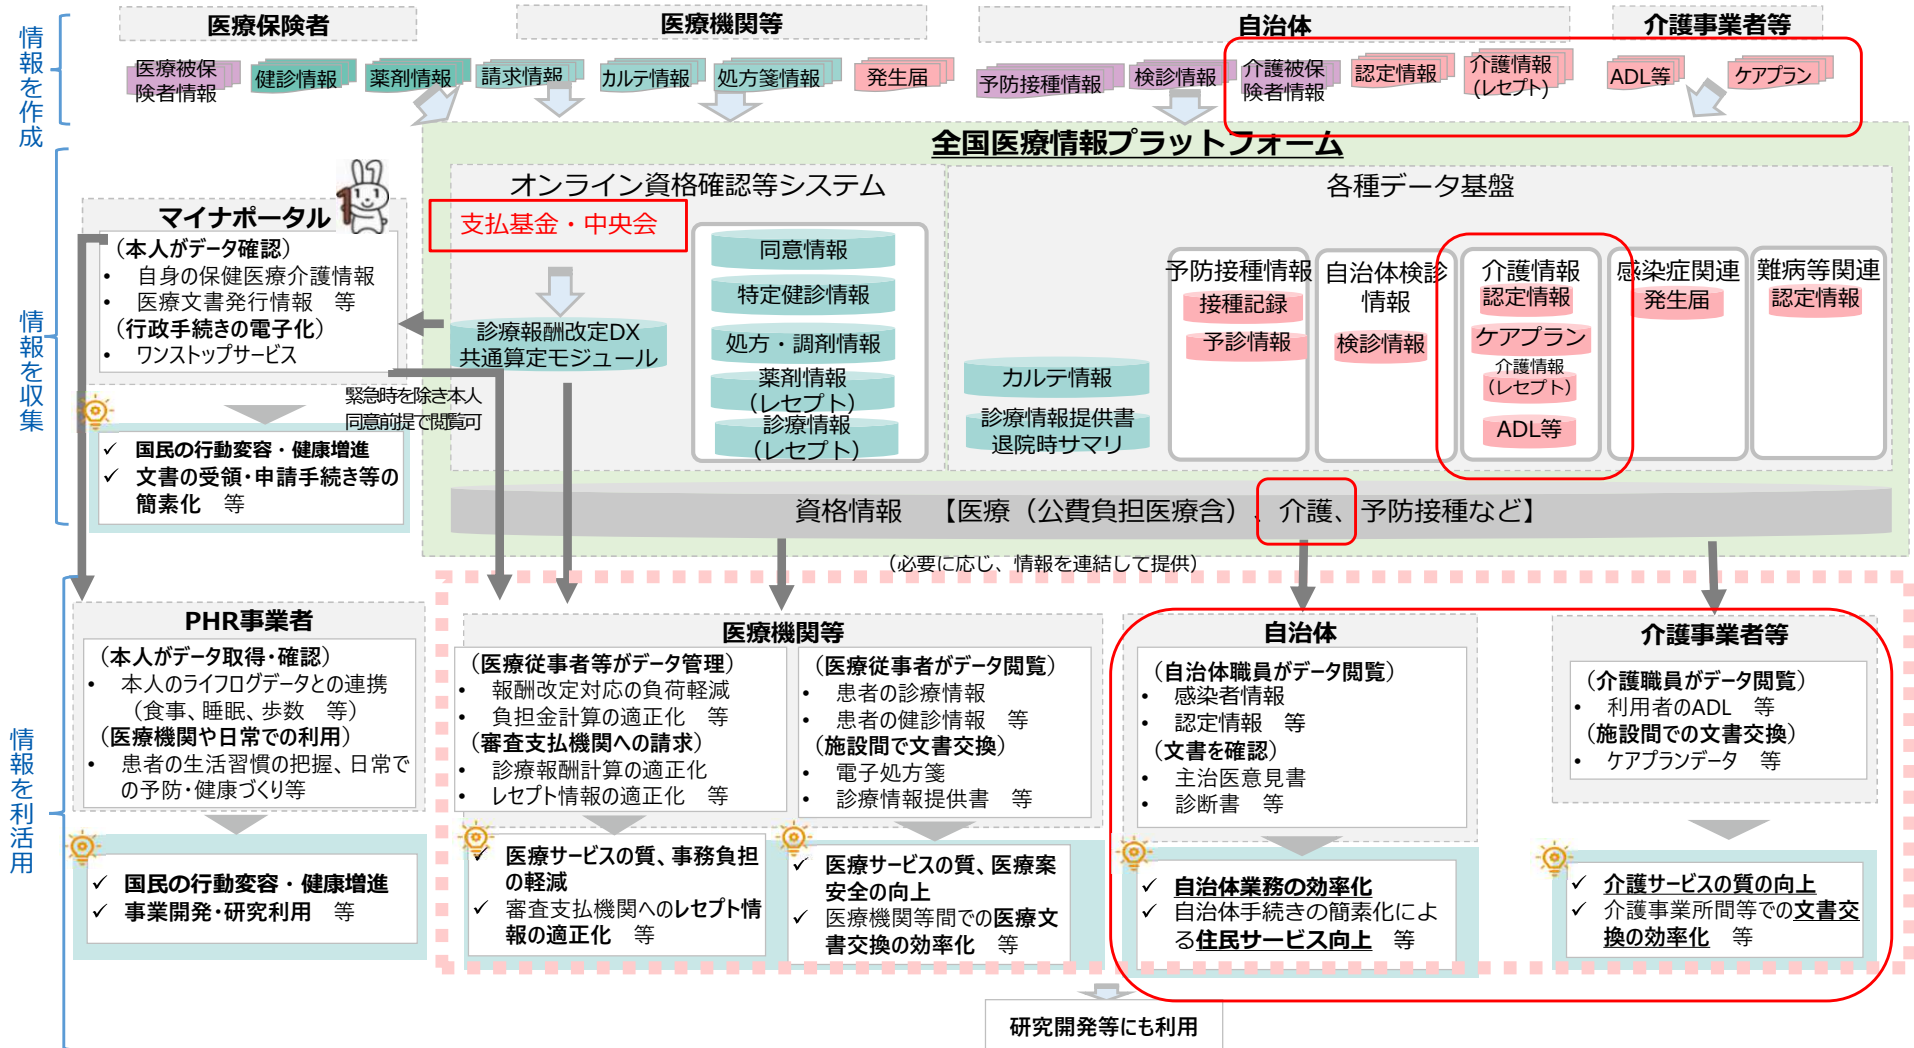 情報を作成
医療保険者
医療機関等
自治体
介護事業者等
医療被保
険者情報
健診情報
薬剤情報
請求情報
カルテ情報
処方箋情報
発生届
予防接種情報
検診情報
介護被保
険者情報
認定情報
介護情報
(レセプト)
ADL等
ケアプラン
情報を収集
全国医療情報プラットフォーム
オンライン資格確認等システム
各種データ基盤
支払基金・中央会
マイナポータル
(本人がデータ確認)
• 自身の保健医療介護情報
• 医療文書発行情報 等
(行政手続きの電子化)
• ワンストップサービス
診療報酬改定DX
共通算定モジュール
同意情報
特定健診情報
処方・調剤情報
薬剤情報
(レセプト)
診療情報
(レセプト)
カルテ情報
診療情報提供書
退院時サマリ
予防接種情報
接種記録
予診情報
自治体検診
情報
検診情報
介護情報
認定情報
ケアプラン
介護情報
(レセプト)
ADL等
感染症関連
発生届
難病等関連
認定情報
緊急時を除き本人
同意前提で閲覧可
✓ 国民の行動変容・健康増進
✓ 文書の受領・申請手続き等の
簡素化 等
資格情報 【医療（公費負担医療含）、介護、予防接種など】
（必要に応じ、情報を連結して提供）
情報を利活用
PHR事業者
(本人がデータ取得・確認)
• 本人のライフログデータとの連携
（食事、睡眠、歩数 等）
(医療機関や日常での利用)
• 患者の生活習慣の把握、日常で
の予防・健康づくり等
✓ 国民の行動変容・健康増進
✓ 事業開発・研究利用 等
医療機関等
(医療従事者等がデータ管理)
• 報酬改定対応の負荷軽減
• 負担金計算の適正化 等
(審査支払機関への請求)
• 診療報酬計算の適正化
• レセプト情報の適正化 等
(医療従事者がデータ閲覧)
• 患者の診療情報
• 患者の健診情報 等
(施設間で文書交換)
• 電子処方箋
• 診療情報提供書 等
✓ 医療サービスの質、事務負担
の軽減
✓ 審査支払機関へのレセプト情
報の適正化 等
✓ 医療サービスの質、医療案
安全の向上
✓ 医療機関等間での医療文
書交換の効率化 等
自治体
(自治体職員がデータ閲覧)
• 感染者情報
• 認定情報 等
(文書を確認)
• 主治医意見書
• 診断書 等
✓ 自治体業務の効率化
✓ 自治体手続きの簡素化によ
る住民サービス向上 等
介護事業者等
(介護職員がデータ閲覧)
• 利用者のADL 等
(施設間での文書交換)
• ケアプランデータ 等
✓ 介護サービスの質の向上
✓ 介護事業所間等での文書交
換の効率化 等
研究開発等にも利用